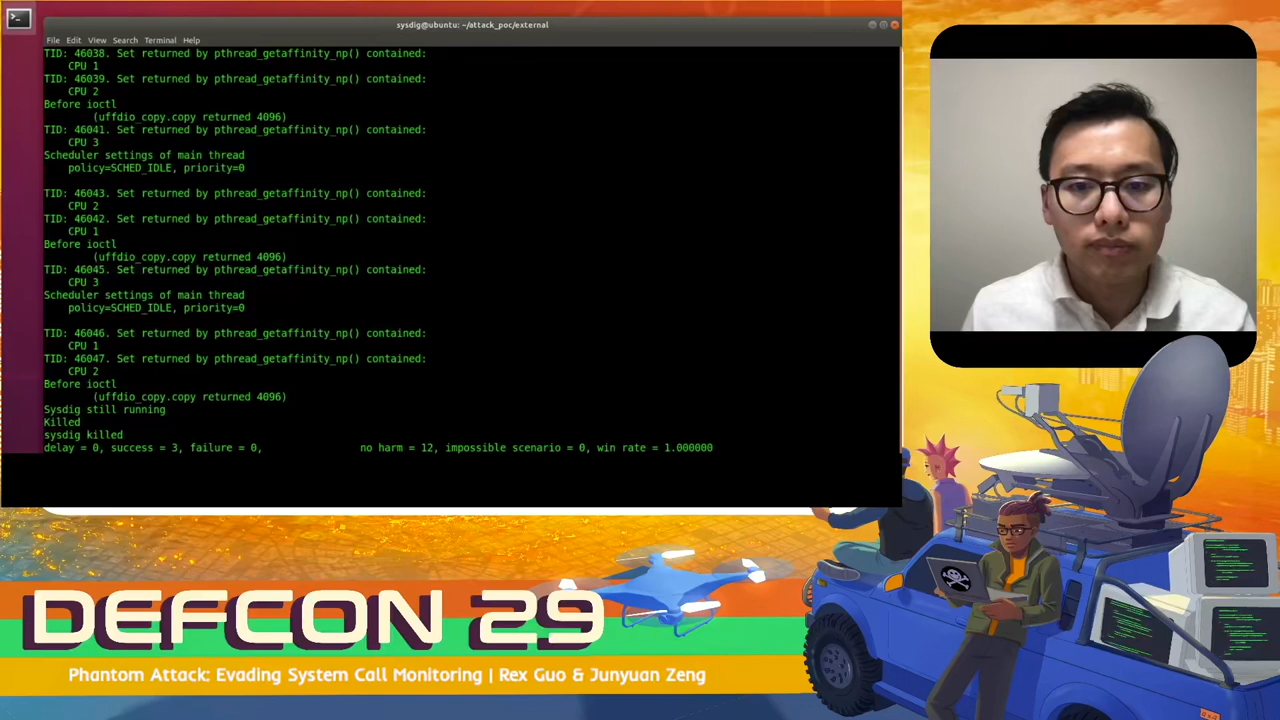 sysdig@ubuntu: ~/attack_poc/external
File Edit View Search Terminal Help
TID: 46038. Set returned by pthread_getaffinity_np() contained:
CPU 1
TID: 46039. Set returned by pthread_getaffinity_np() contained:
CPU 2
Before ioctl
(uffdio_copy.copy returned 4096)
TID: 46041. Set returned by pthread_getaffinity_np() contained:
CPU 3
Scheduler settings of main thread
policy=SCHED_IDLE, priority=0
TID: 46043. Set returned by pthread_getaffinity_np() contained:
CPU 2
TID: 46042. Set returned by pthread_getaffinity_np() contained:
CPU 1
Before ioctl
(uffdio_copy.copy returned 4096)
TID: 46045. Set returned by pthread_getaffinity_np() contained:
CPU 3
Scheduler settings of main thread
policy=SCHED_IDLE, priority=0
TID: 46046. Set returned by pthread_getaffinity_np() contained:
CPU 1
TID: 46047. Set returned by pthread_getaffinity_np() contained:
CPU 2
Before ioctl
(uffdio_copy.copy returned 4096)
Sysdig still running
Killed
sysdig killed
delay = 0, success = 3, failure = 0, no harm = 12, impossible scenario = 0, win rate = 1.000000
DEFCON 29
Phantom Attack: Evading System Call Monitoring | Rex Guo & Junyuan Zeng